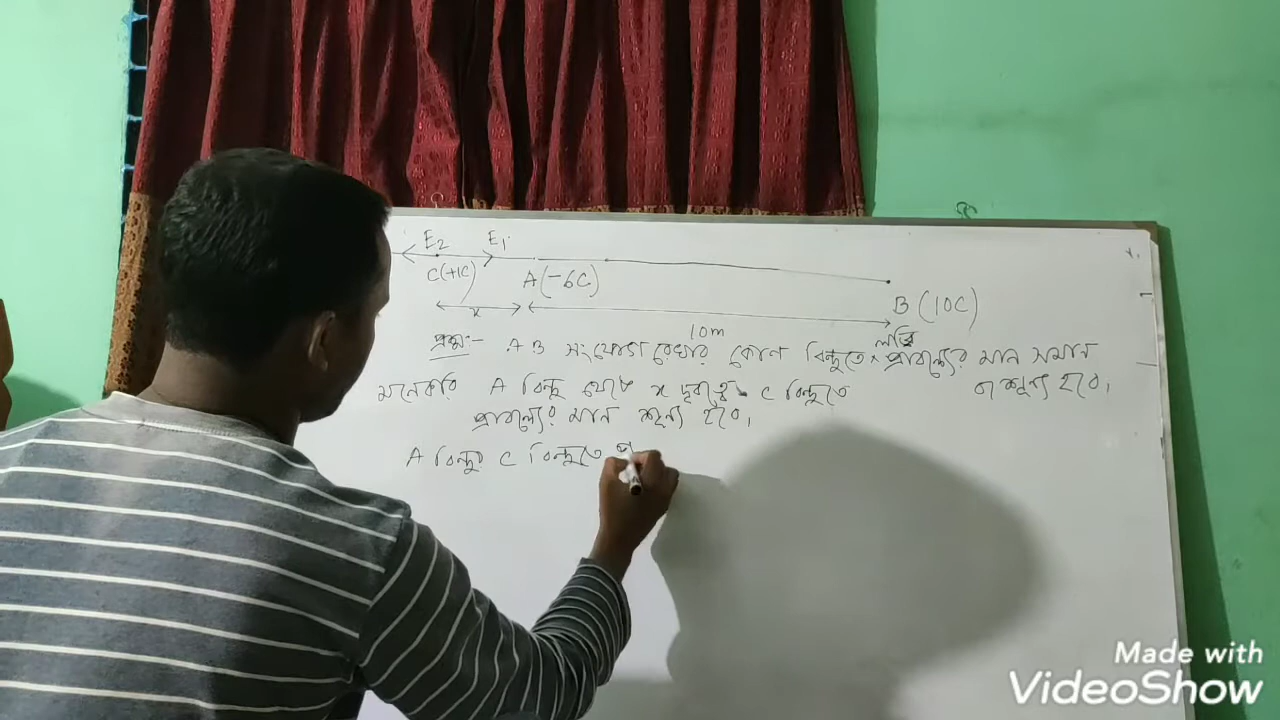 E₂ E₁
C(+1C) A(-6C) B(10C)
x 10m
প্রশ্ন:- AB সংযোগ রেখার কোন বিন্দুতে লব্ধি প্রাবল্যের মান সমান
ও শূন্য হবে।
মনেকরি A বিন্দু থেকে x দূরত্বে C বিন্দুতে
প্রাবল্যের মান শূন্য হবে।
A বিন্দু C বিন্দুতে
Made with
VideoShow